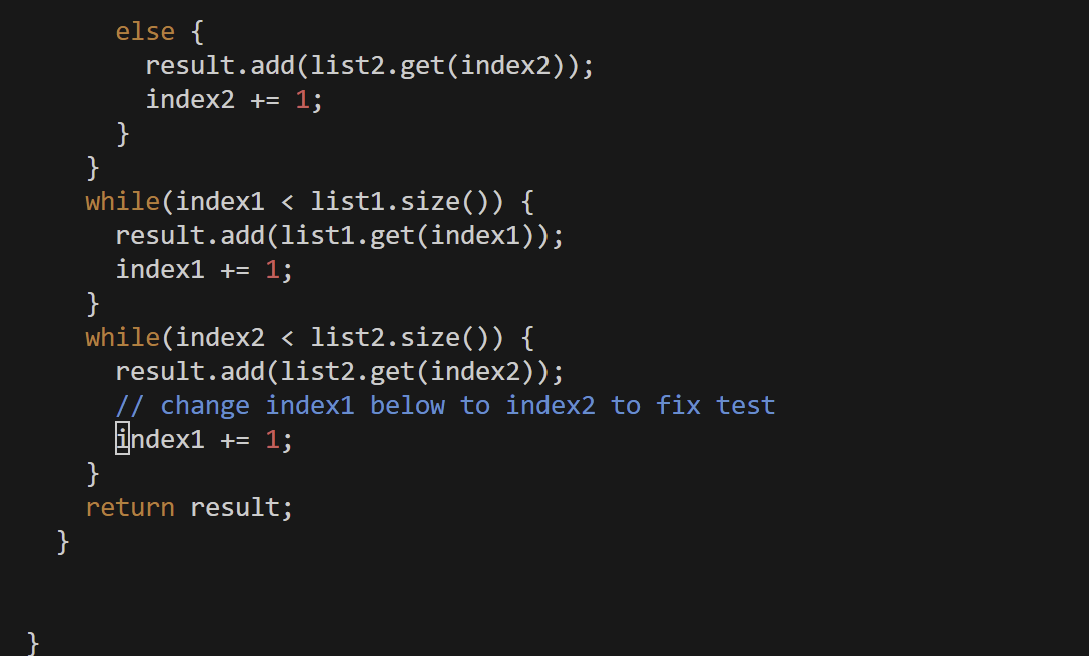 else {
result.add(list2.get(index2));
index2 += 1;
}
}
while(index1 < list1.size()) {
result.add(list1.get(index1));
index1 += 1;
}
while(index2 < list2.size()) {
result.add(list2.get(index2));
// change index1 below to index2 to fix test
index1 += 1;
}
return result;
}
}